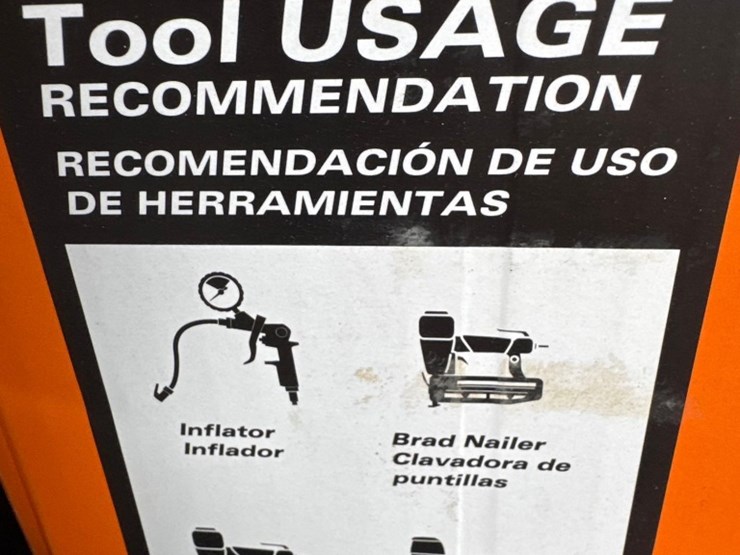 Tool USAGE
RECOMMENDATION
RECOMENDACIÓN DE USO
DE HERRAMIENTAS
Inflator
Inflador
Brad Nailer
Clavadora de
puntillas